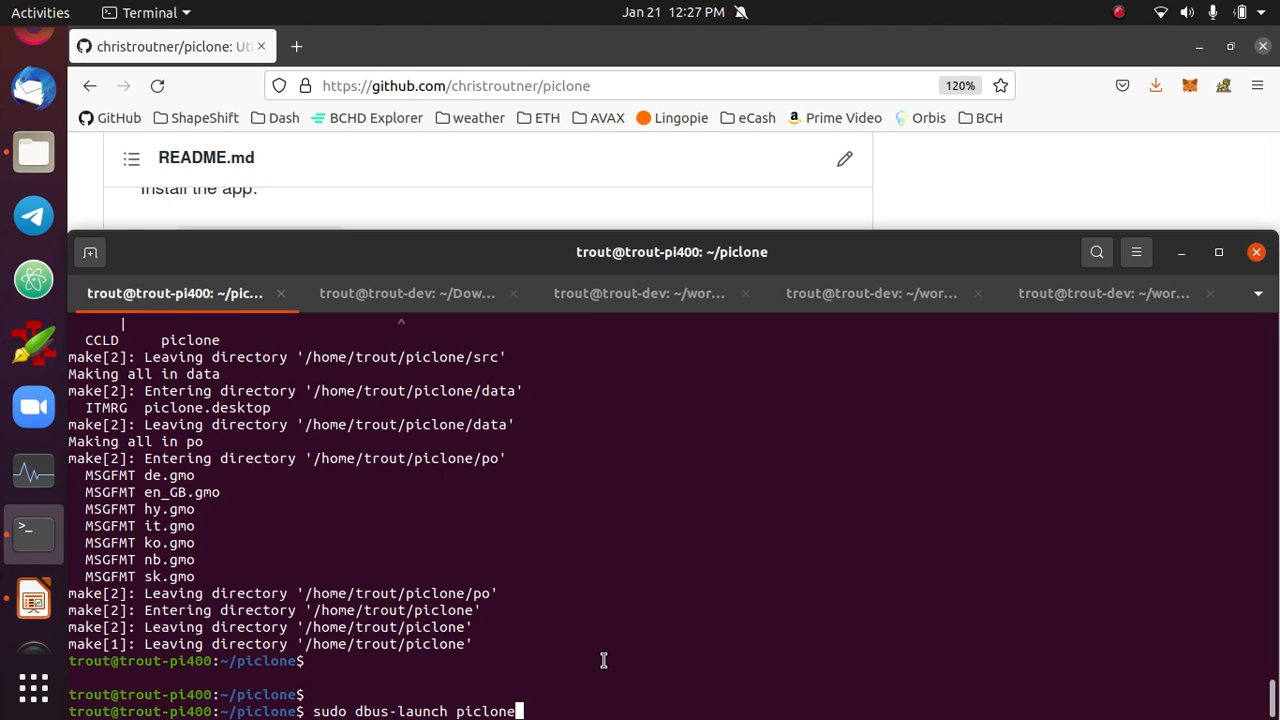 Activities Terminal Jan 21 12:27 PM
christroutner/piclone: Ut
https://github.com/christroutner/piclone 120%
GitHub ShapeShift Dash BCHD Explorer weather ETH AVAX Lingopie eCash Prime Video Orbis BCH
README.md
Install the app:
trout@trout-pi400: ~/piclone
trout@trout-pi400: ~/pic... trout@trout-dev: ~/Dow... trout@trout-dev: ~/wor... trout@trout-dev: ~/wor... trout@trout-dev: ~/wor...
| ^
CCLD piclone
make[2]: Leaving directory '/home/trout/piclone/src'
Making all in data
make[2]: Entering directory '/home/trout/piclone/data'
ITMRG piclone.desktop
make[2]: Leaving directory '/home/trout/piclone/data'
Making all in po
make[2]: Entering directory '/home/trout/piclone/po'
MSGFMT de.gmo
MSGFMT en_GB.gmo
MSGFMT hy.gmo
MSGFMT it.gmo
MSGFMT ko.gmo
MSGFMT nb.gmo
MSGFMT sk.gmo
make[2]: Leaving directory '/home/trout/piclone/po'
make[2]: Entering directory '/home/trout/piclone'
make[2]: Leaving directory '/home/trout/piclone'
make[1]: Leaving directory '/home/trout/piclone'
trout@trout-pi400:~/piclone$
trout@trout-pi400:~/piclone$
trout@trout-pi400:~/piclone$ sudo dbus-launch piclone